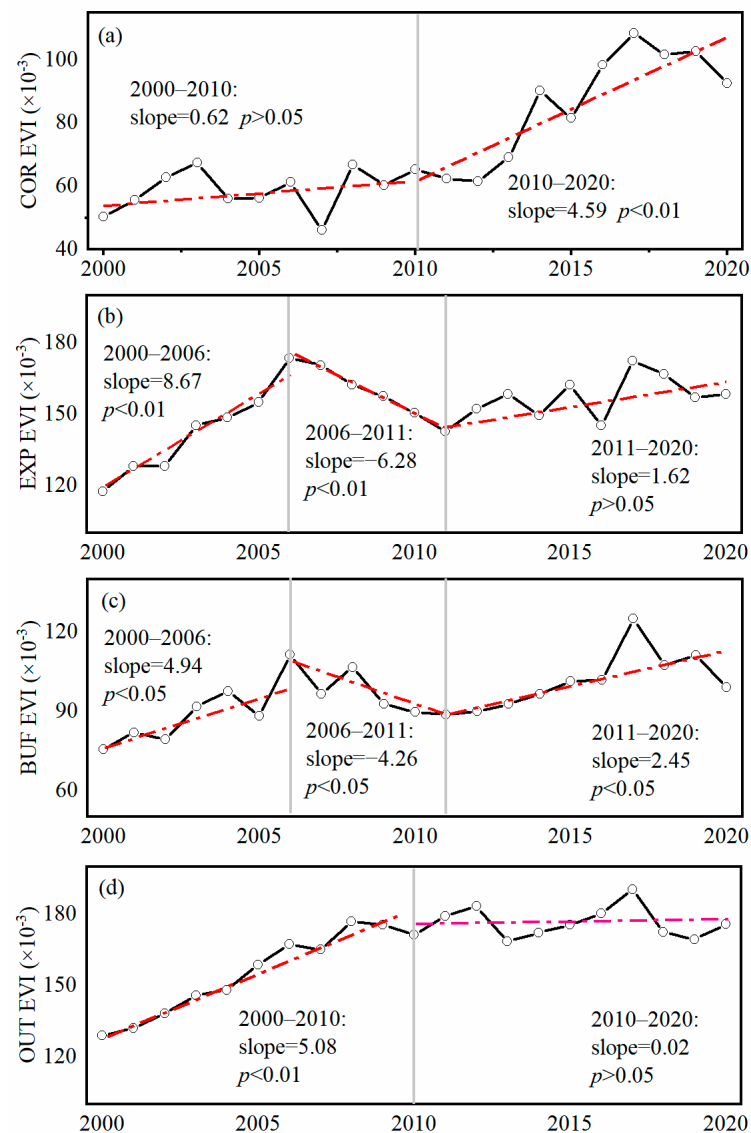 (a)
COR EVI (×10⁻³)
100
80
60
40
2000–2010:
slope=0.62 p>0.05
2010–2020:
slope=4.59 p<0.01
2000 2005 2010 2015 2020
(b)
EXP EVI (×10⁻³)
180
150
120
2000–2006:
slope=8.67
p<0.01
2006–2011:
slope=−6.28
p<0.01
2011–2020:
slope=1.62
p>0.05
2000 2005 2010 2015 2020
(c)
BUF EVI (×10⁻³)
120
90
60
2000–2006:
slope=4.94
p<0.05
2006–2011:
slope=−4.26
p<0.05
2011–2020:
slope=2.45
p<0.05
2000 2005 2010 2015 2020
(d)
OUT EVI (×10⁻³)
180
150
120
2000–2010:
slope=5.08
p<0.01
2010–2020:
slope=0.02
p>0.05
2000 2005 2010 2015 2020